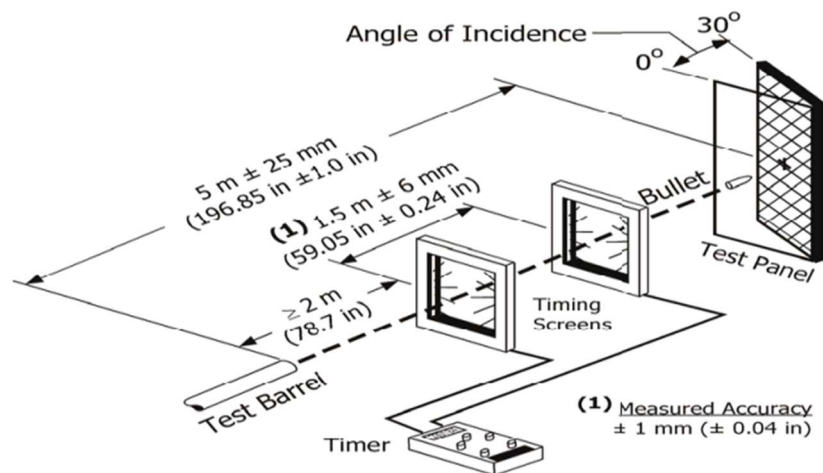 Angle of Incidence
30°
0°
5 m ± 25 mm
(196.85 in ±1.0 in)
(1) 1.5 m ± 6 mm
(59.05 in ± 0.24 in)
≥ 2 m
(78.7 in)
Bullet
Test Panel
Timing
Screens
Test Barrel
Timer
(1) Measured Accuracy
± 1 mm (± 0.04 in)